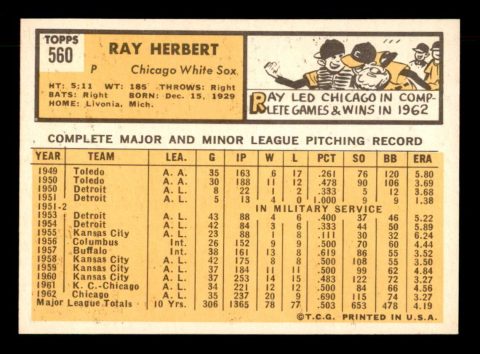 TOPPS
560
RAY HERBERT
P Chicago White Sox
HT: 5;11 WT: 185 THROWS: Right
BATS: Right BORN: Dec. 15, 1929
HOME: Livonia, Mich.
RAY LED CHICAGO IN COMPLETE GAMES & WINS IN 1962
COMPLETE MAJOR AND MINOR LEAGUE PITCHING RECORD
YEAR TEAM LEA. G IP W L PCT SO BB ERA
1949 Toledo A. A. 35 163 6 17 .261 76 120 5.80
1950 Toledo A. A. 30 188 11 12 .478 90 106 3.69
1950 Detroit A. L. 8 22 1 2 .333 5 12 3.68
1951 Detroit A. L. 5 13 4 0 1.000 9 9 1.38
1951-2 IN MILITARY SERVICE
1953 Detroit A. L. 43 88 4 6 .400 37 46 5.22
1954 Detroit A. L. 42 84 3 6 .333 44 50 5.89
1955 Kansas City A. L. 23 88 1 8 .111 30 32 6.24
1956 Columbus Int. 26 152 9 9 .500 60 4.44
1957 Buffalo Int. 38 161 13 8 .619 86 55 3.52
1958 Kansas City A. L. 42 175 8 8 .500 55 3.50
1959 Kansas City A. L. 37 184 11 11 .500 99 62 4.84
1960 Kansas City A. L. 37 253 14 15 .483 122 72 3.27
1961 K. C.-Chicago A. L. 34 221 12 12 .500 84 66
1962 Chicago A. L. 35 237 20 9 .690 115 74 3.27
Major League Totals 10 Yrs. 306 1365 78 77 .503 653 478 4.19
©T.C.G. PRINTED IN U.S.A.